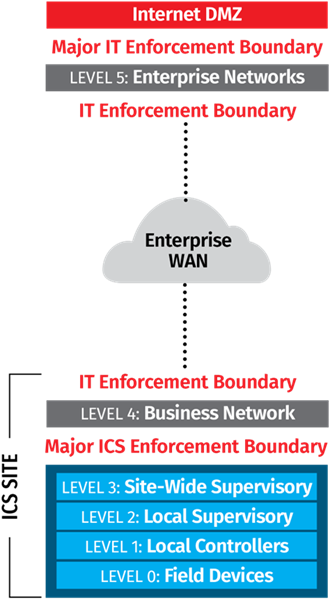 Internet DMZ
Major IT Enforcement Boundary
LEVEL 5: Enterprise Networks
IT Enforcement Boundary
Enterprise
WAN
IT Enforcement Boundary
LEVEL 4: Business Network
Major ICS Enforcement Boundary
ICS SITE
LEVEL 3: Site-Wide Supervisory
LEVEL 2: Local Supervisory
LEVEL 1: Local Controllers
LEVEL 0: Field Devices